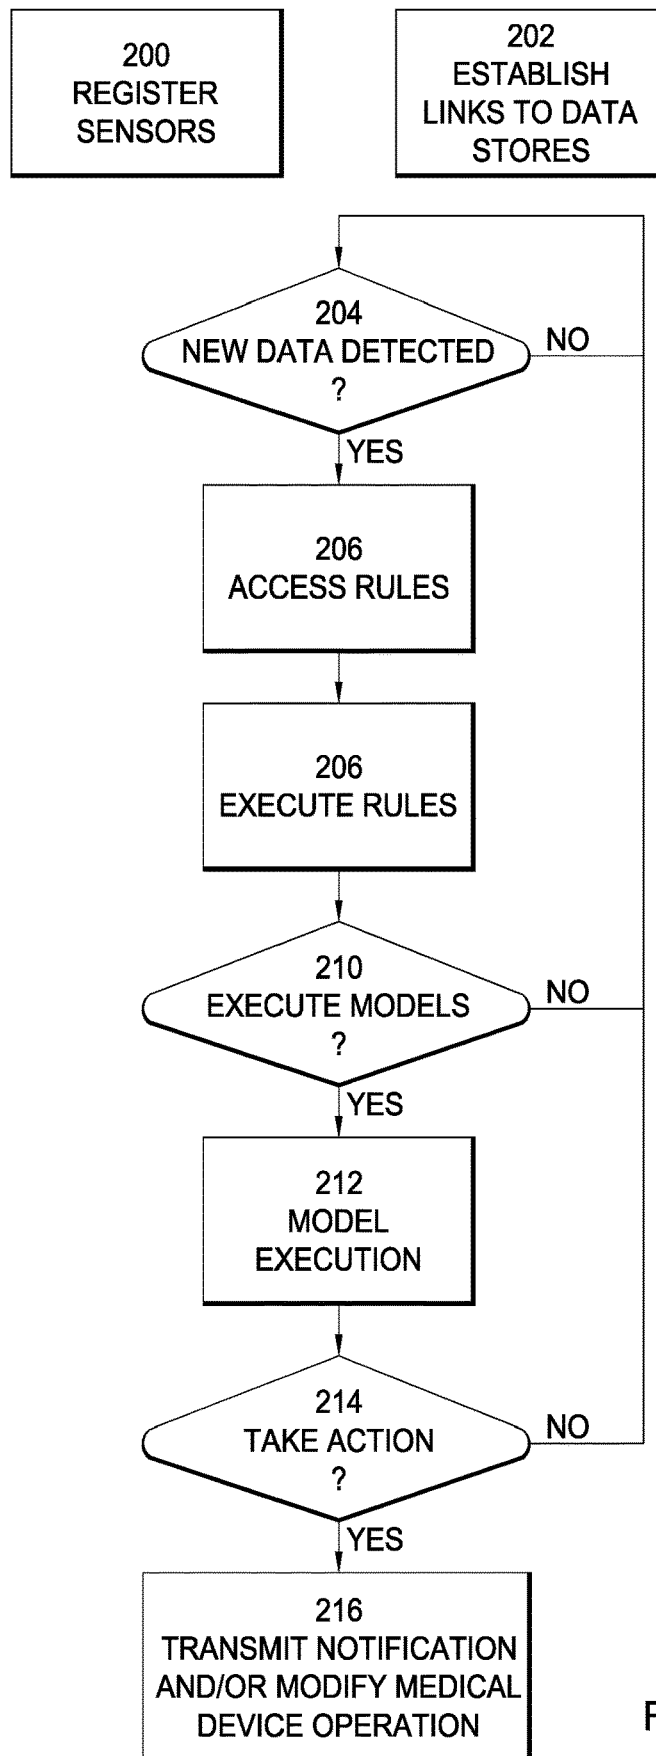 200
REGISTER
SENSORS
202
ESTABLISH
LINKS TO DATA
STORES
204
NEW DATA DETECTED
?
NO
YES
206
ACCESS RULES
206
EXECUTE RULES
210
EXECUTE MODELS
?
NO
YES
212
MODEL
EXECUTION
214
TAKE ACTION
?
NO
YES
216
TRANSMIT NOTIFICATION
AND/OR MODIFY MEDICAL
DEVICE OPERATION